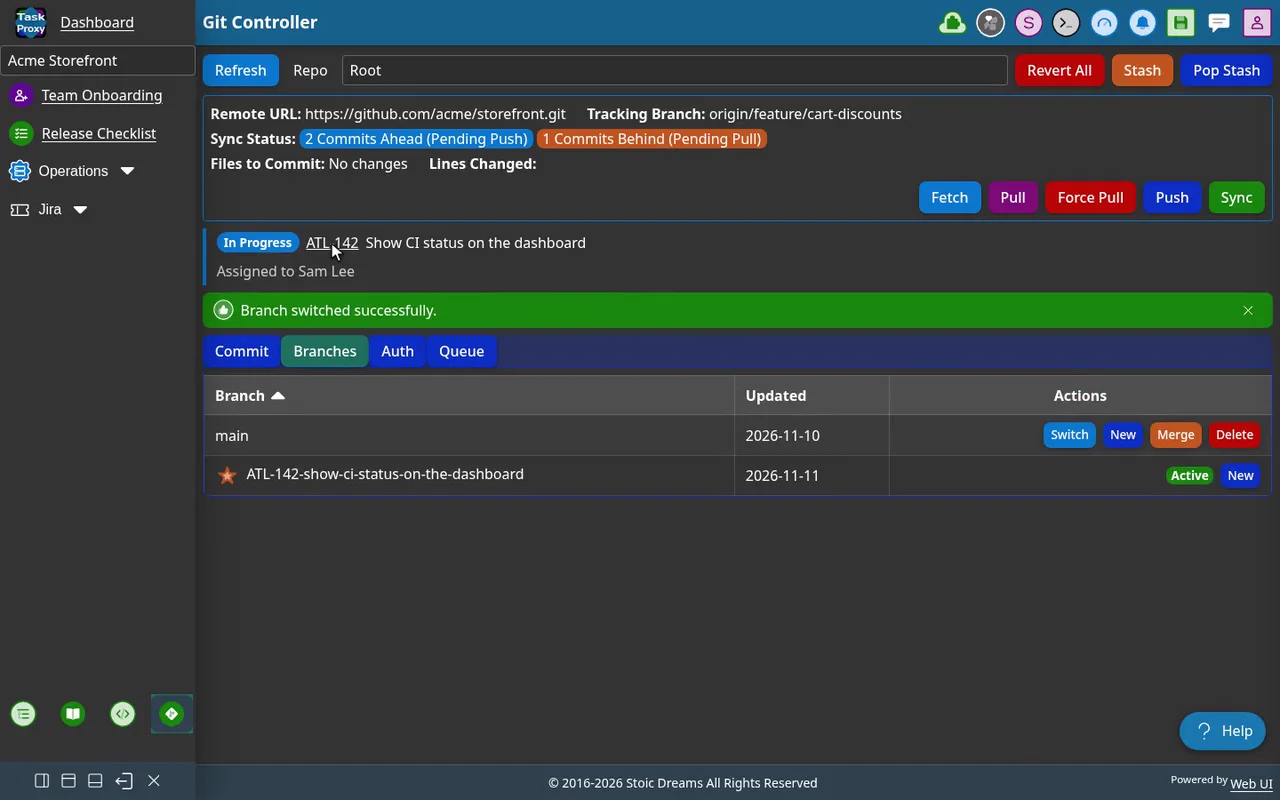 Task Proxy
Dashboard
Git Controller
S
Acme Storefront
Team Onboarding
Release Checklist
Operations
Jira
Refresh
Repo
Root
Revert All
Stash
Pop Stash
Remote URL: https://github.com/acme/storefront.git Tracking Branch: origin/feature/cart-discounts
Sync Status: 2 Commits Ahead (Pending Push) 1 Commits Behind (Pending Pull)
Files to Commit: No changes Lines Changed:
Fetch Pull Force Pull Push Sync
In Progress ATL-142 Show CI status on the dashboard
Assigned to Sam Lee
Branch switched successfully.
Commit Branches Auth Queue
Branch Updated Actions
main 2026-11-10 Switch New Merge Delete
ATL-142-show-ci-status-on-the-dashboard 2026-11-11 Active New
? Help
© 2016-2026 Stoic Dreams All Rights Reserved
Powered by Web UI